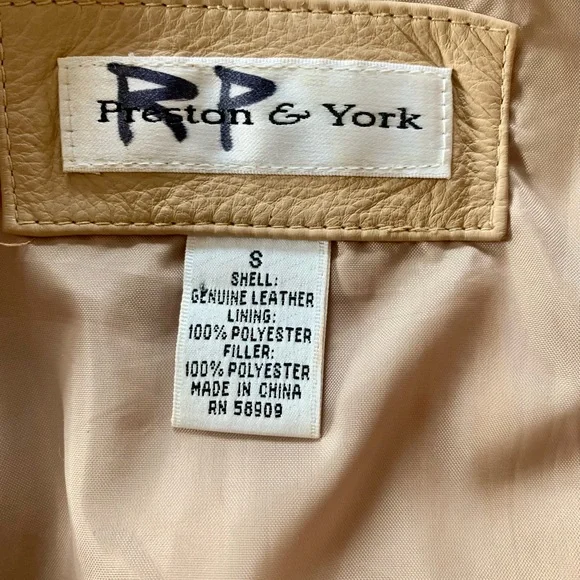 RP
Preston & York
S
SHELL:
GENUINE LEATHER
LINING:
100% POLYESTER
FILLER:
100% POLYESTER
MADE IN CHINA
RN 58909